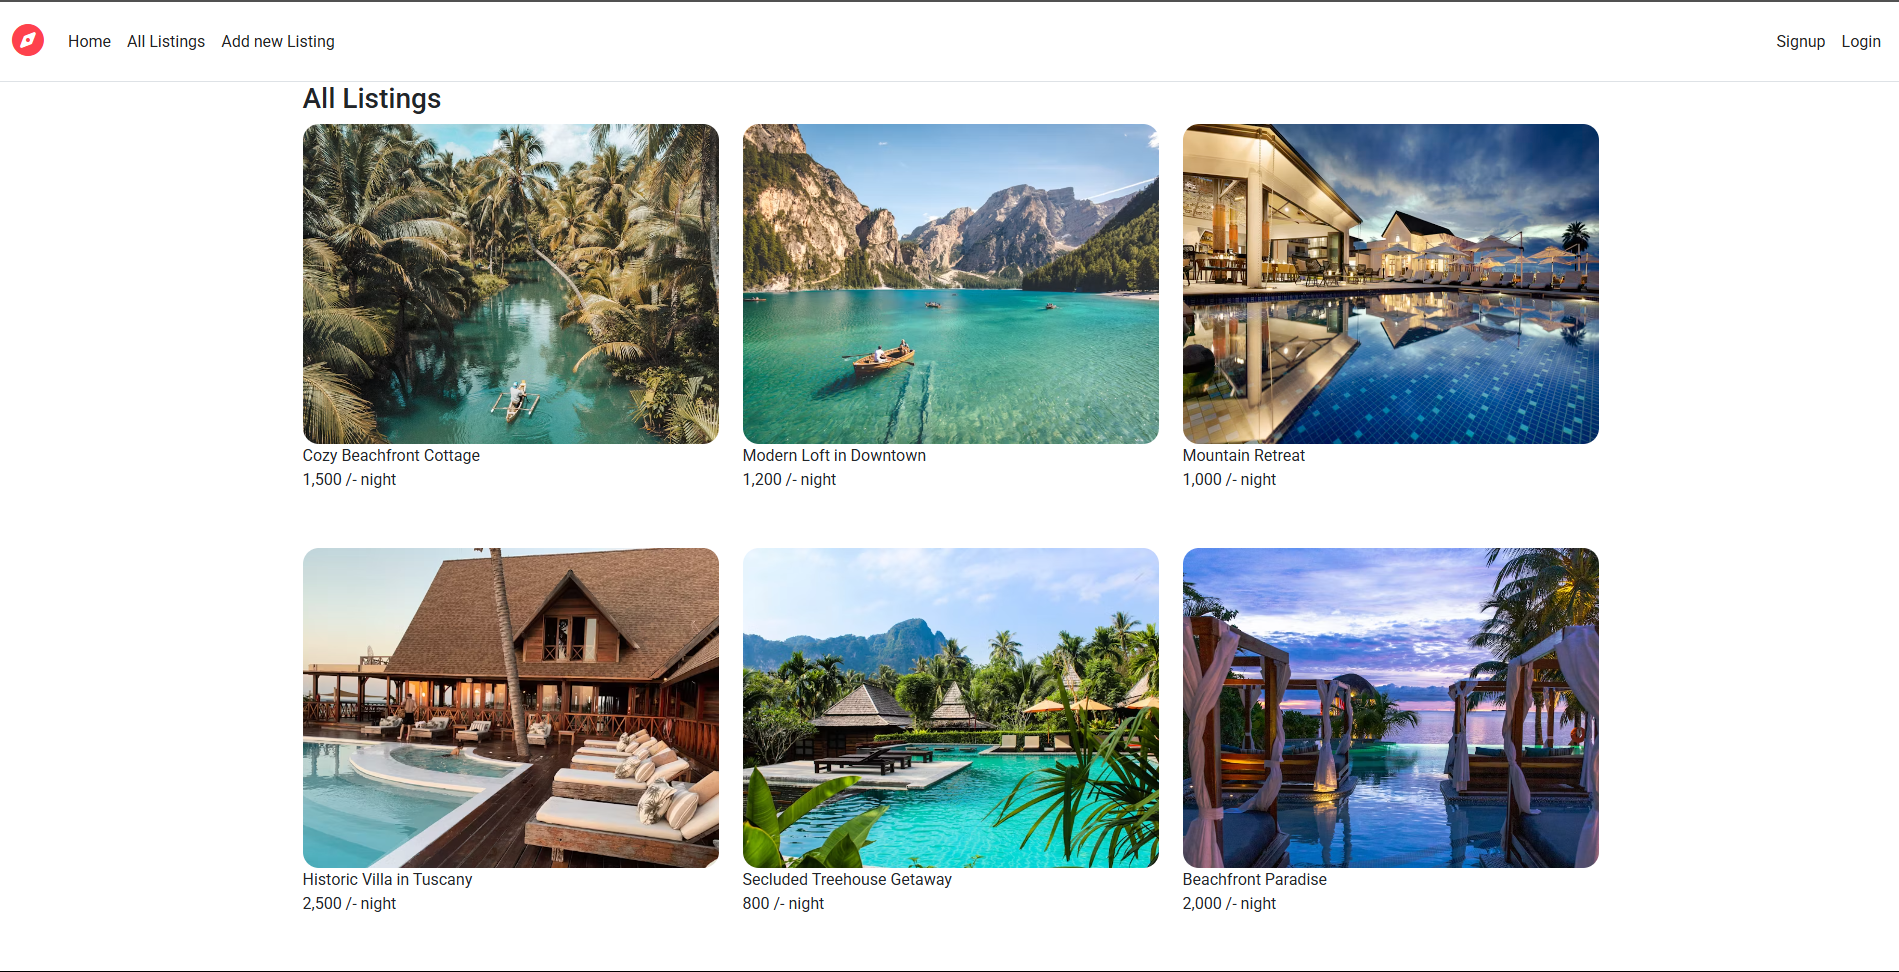 Home All Listings Add new Listing Signup Login
All Listings
Cozy Beachfront Cottage
1,500 /- night
Modern Loft in Downtown
1,200 /- night
Mountain Retreat
1,000 /- night
Historic Villa in Tuscany
2,500 /- night
Secluded Treehouse Getaway
800 /- night
Beachfront Paradise
2,000 /- night